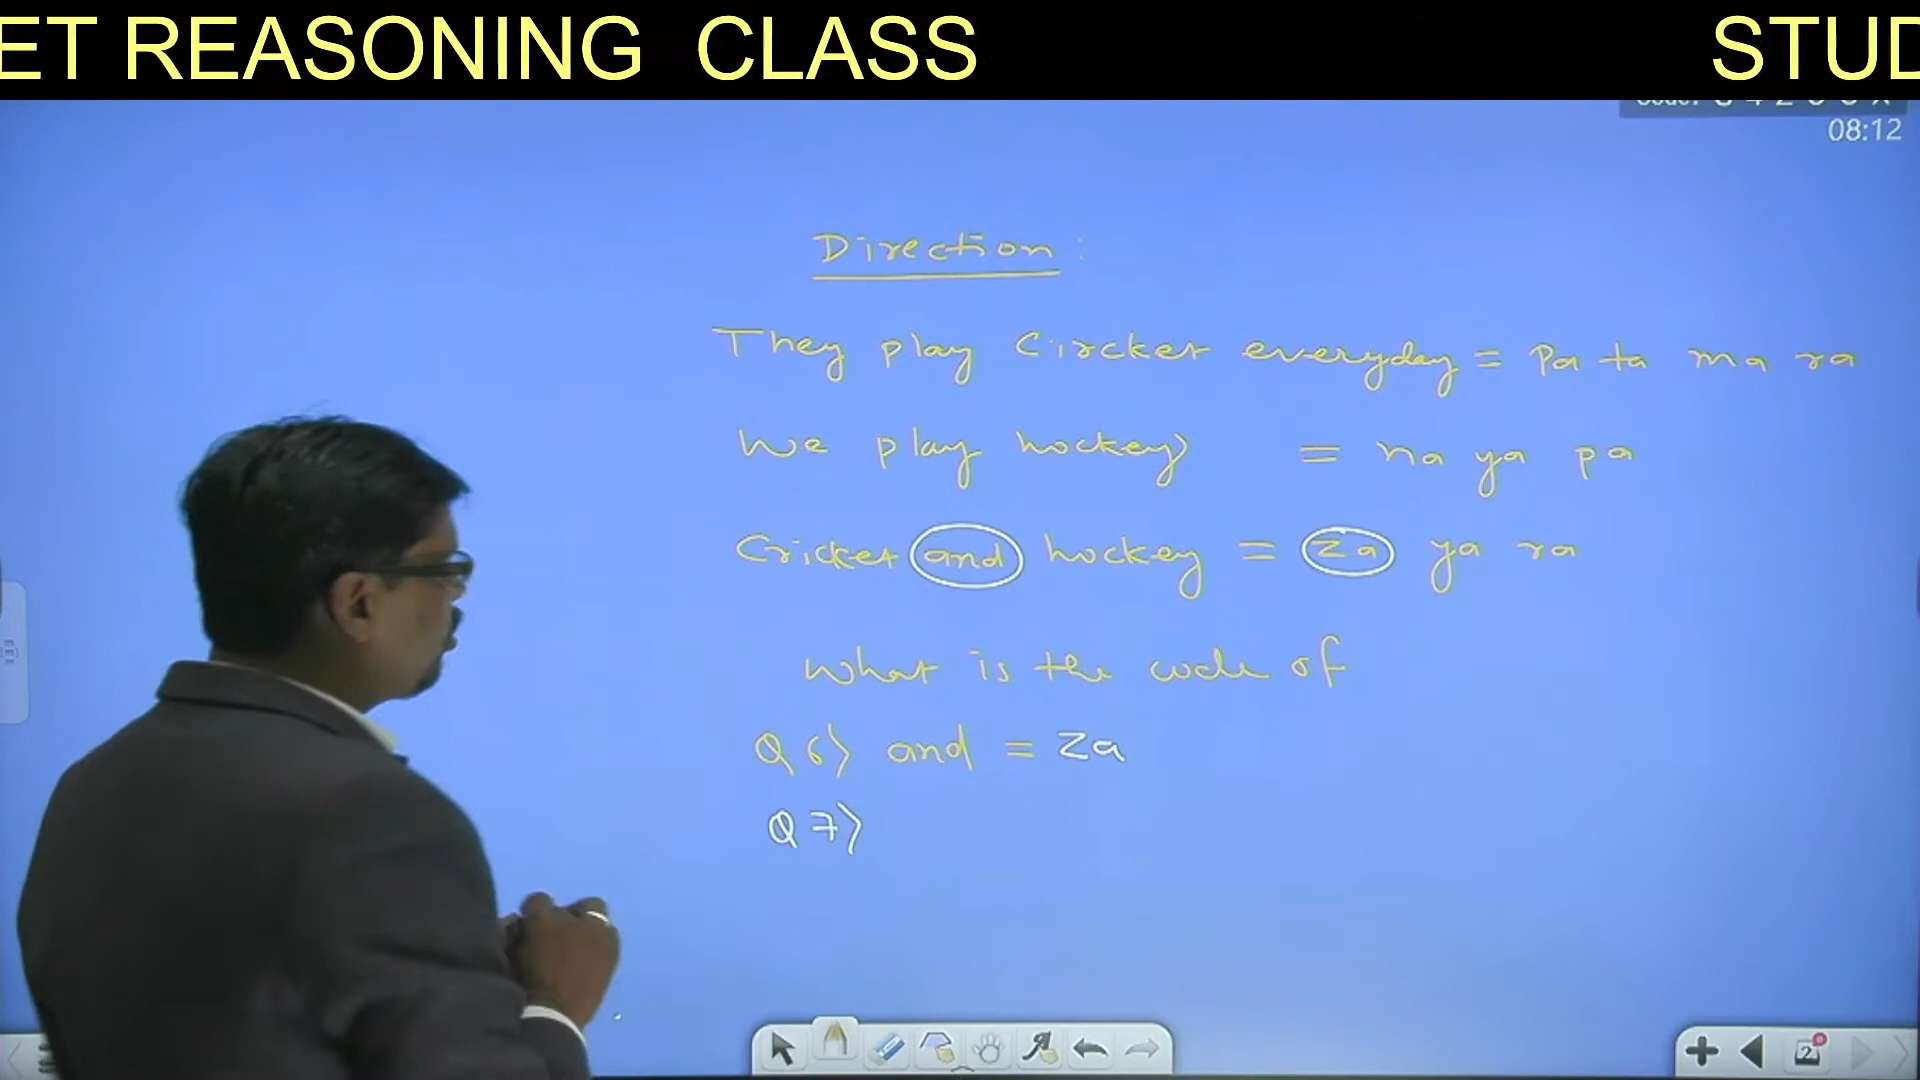 ET REASONING CLASS STUD
08:12
Direction:
They play Circket everyday = Pa ta ma ra
We play hockey = na ya pa
Cricket and hockey = Za ya ra
What is the code of
Q 6) and = Za
Q 7)
2